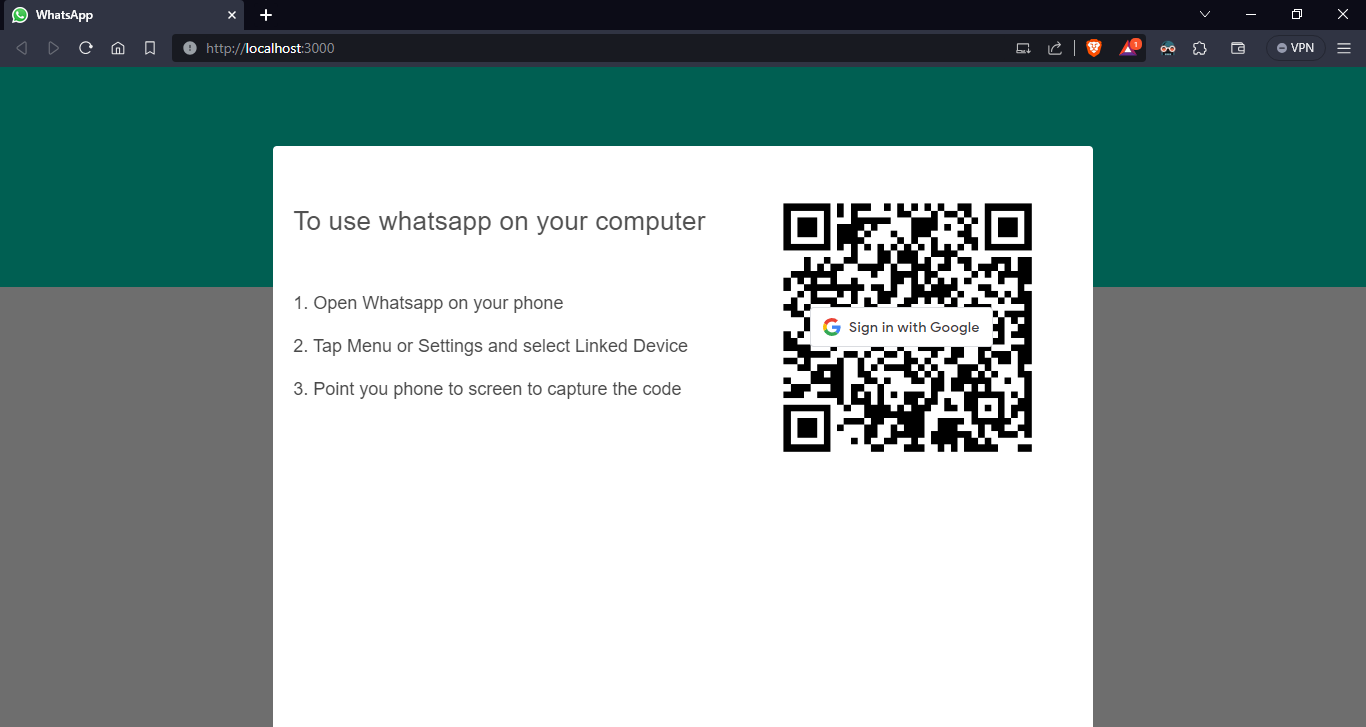 WhatsApp
http://localhost:3000
1
VPN
To use whatsapp on your computer
1. Open Whatsapp on your phone
2. Tap Menu or Settings and select Linked Device
3. Point you phone to screen to capture the code
Sign in with Google